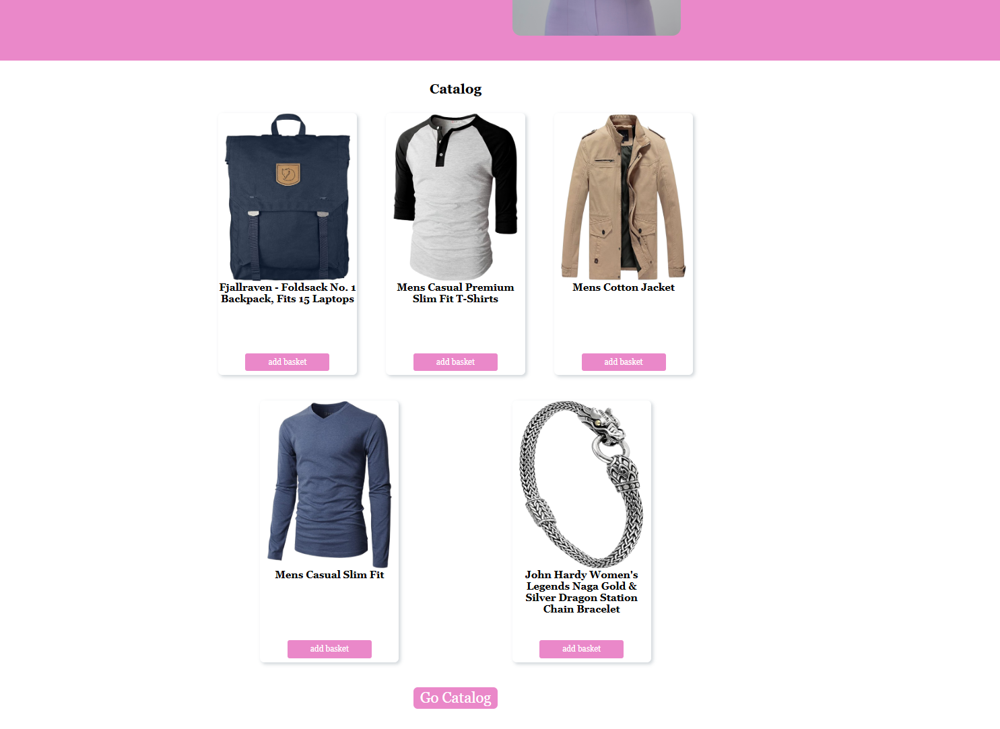 Catalog
Fjallraven - Foldsack No. 1
Backpack, Fits 15 Laptops
Mens Casual Premium
Slim Fit T-Shirts
Mens Cotton Jacket
add basket
add basket
add basket
Mens Casual Slim Fit
John Hardy Women's
Legends Naga Gold &
Silver Dragon Station
Chain Bracelet
add basket
add basket
Go Catalog